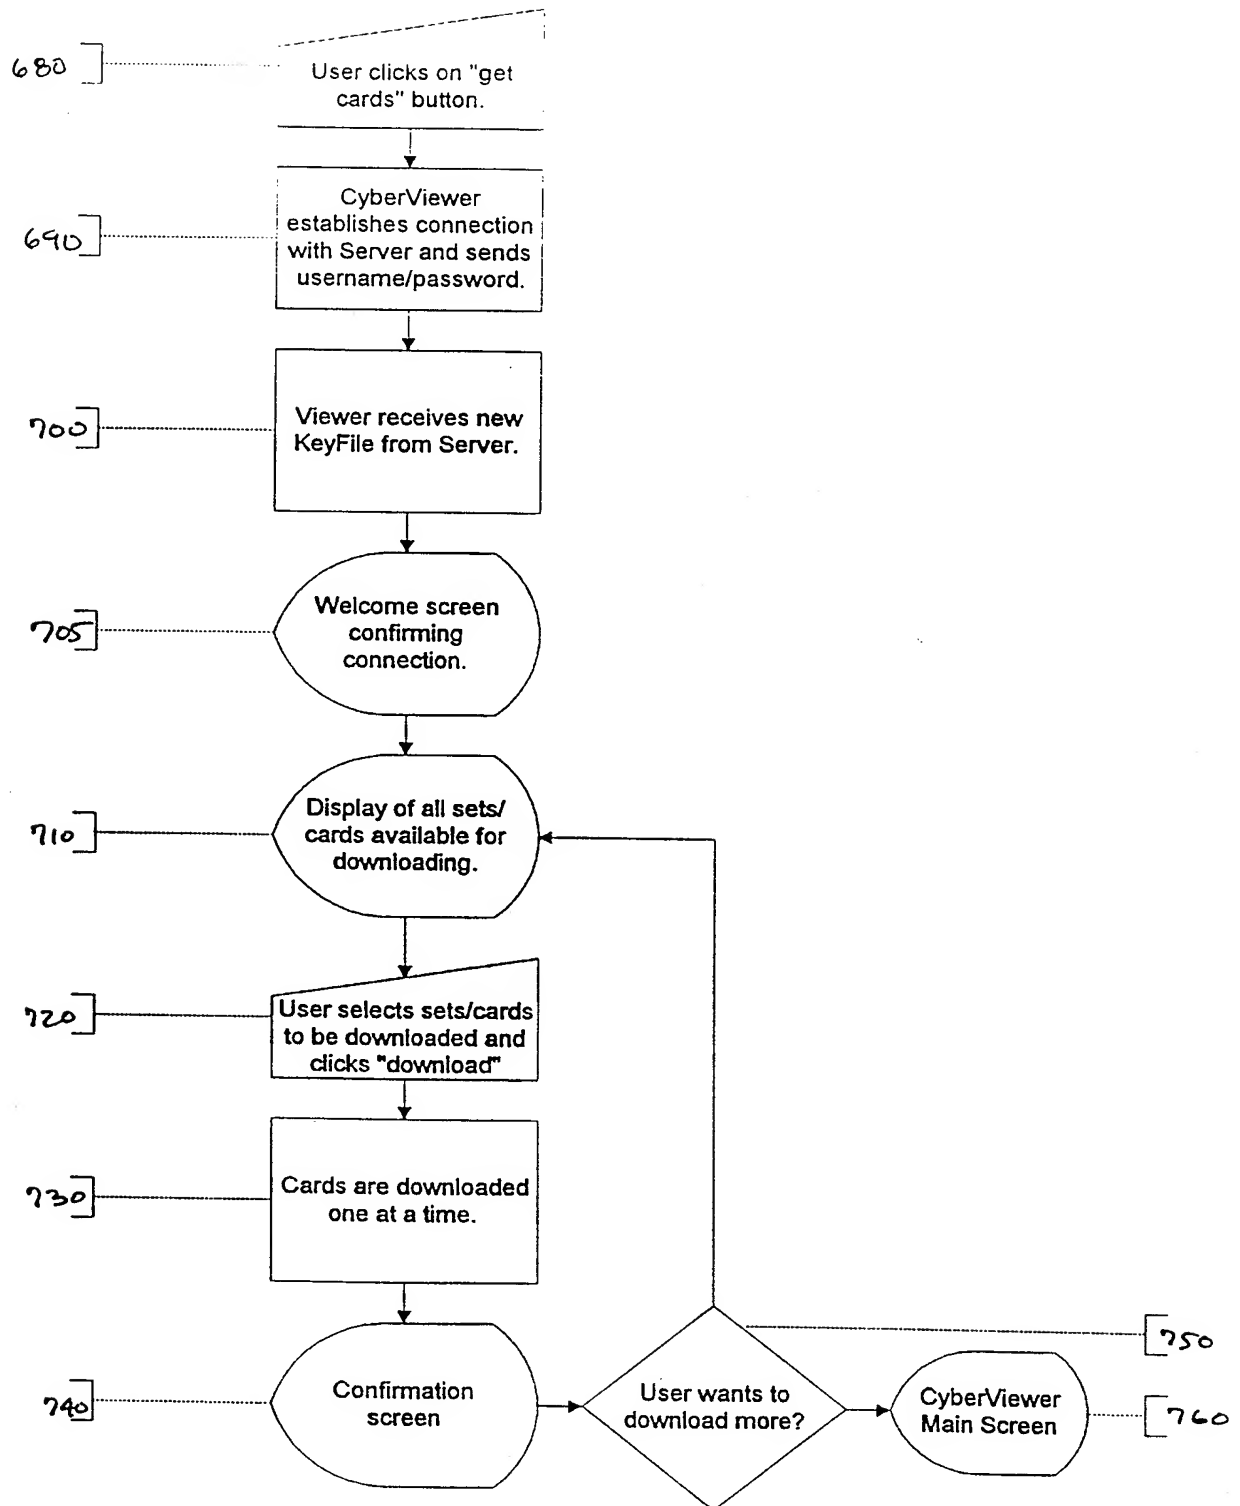 680
User clicks on "get
cards" button.
690
CyberViewer
establishes connection
with Server and sends
username/password.
700
Viewer receives new
KeyFile from Server.
705
Welcome screen
confirming
connection.
710
Display of all sets/
cards available for
downloading.
720
User selects sets/cards
to be downloaded and
clicks "download"
730
Cards are downloaded
one at a time.
740
Confirmation
screen
User wants to
download more?
750
CyberViewer
Main Screen
760